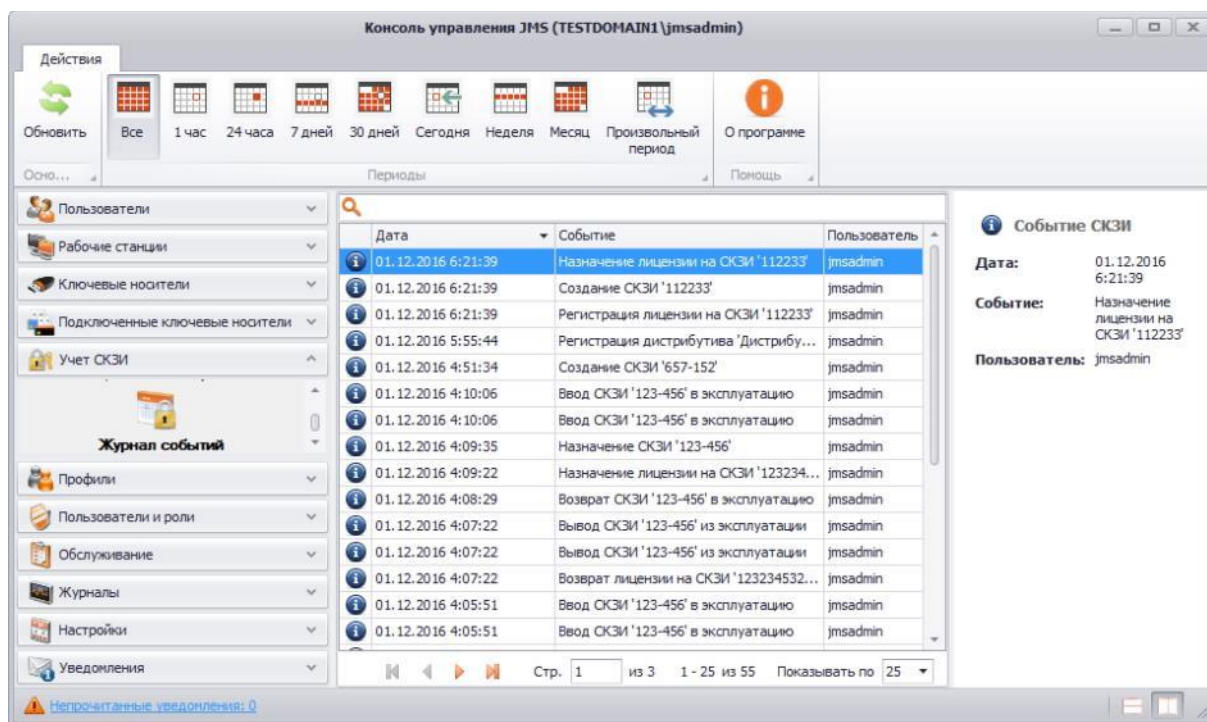 Консоль управления JMS (TESTDOMAIN1\jmsadmin)
Действия
Обновить
Все
1 час
24 часа
7 дней
30 дней
Сегодня
Неделя
Месяц
Произвольный
период
О программе
Осно...
Периоды
Помощь
Пользователи
Рабочие станции
Ключевые носители
Подключенные ключевые носители
Учет СКЗИ
Журнал событий
Профили
Пользователи и роли
Обслуживание
Журналы
Настройки
Уведомления
Дата Событие Пользователь
01.12.2016 6:21:39 Назначение лицензии на СКЗИ '112233' jmsadmin
01.12.2016 6:21:39 Создание СКЗИ '112233' jmsadmin
01.12.2016 6:21:39 Регистрация лицензии на СКЗИ '112233' jmsadmin
01.12.2016 5:55:44 Регистрация дистрибутива 'Дистрибу... jmsadmin
01.12.2016 4:51:34 Создание СКЗИ '657-152' jmsadmin
01.12.2016 4:10:06 Ввод СКЗИ '123-456' в эксплуатацию jmsadmin
01.12.2016 4:10:06 Ввод СКЗИ '123-456' в эксплуатацию jmsadmin
01.12.2016 4:09:35 Назначение СКЗИ '123-456' jmsadmin
01.12.2016 4:09:22 Назначение лицензии на СКЗИ '123234... jmsadmin
01.12.2016 4:08:29 Возврат СКЗИ '123-456' в эксплуатацию jmsadmin
01.12.2016 4:07:22 Вывод СКЗИ '123-456' из эксплуатации jmsadmin
01.12.2016 4:07:22 Вывод СКЗИ '123-456' из эксплуатации jmsadmin
01.12.2016 4:07:22 Возврат лицензии на СКЗИ '123234532... jmsadmin
01.12.2016 4:05:51 Ввод СКЗИ '123-456' в эксплуатацию jmsadmin
01.12.2016 4:05:51 Ввод СКЗИ '123-456' в эксплуатацию jmsadmin
Стр. 1 из 3 1 - 25 из 55 Показывать по 25
Событие СКЗИ
Дата: 01.12.2016
6:21:39
Событие: Назначение
лицензии на
СКЗИ '112233'
Пользователь: jmsadmin
Непрочитанные уведомления: 0